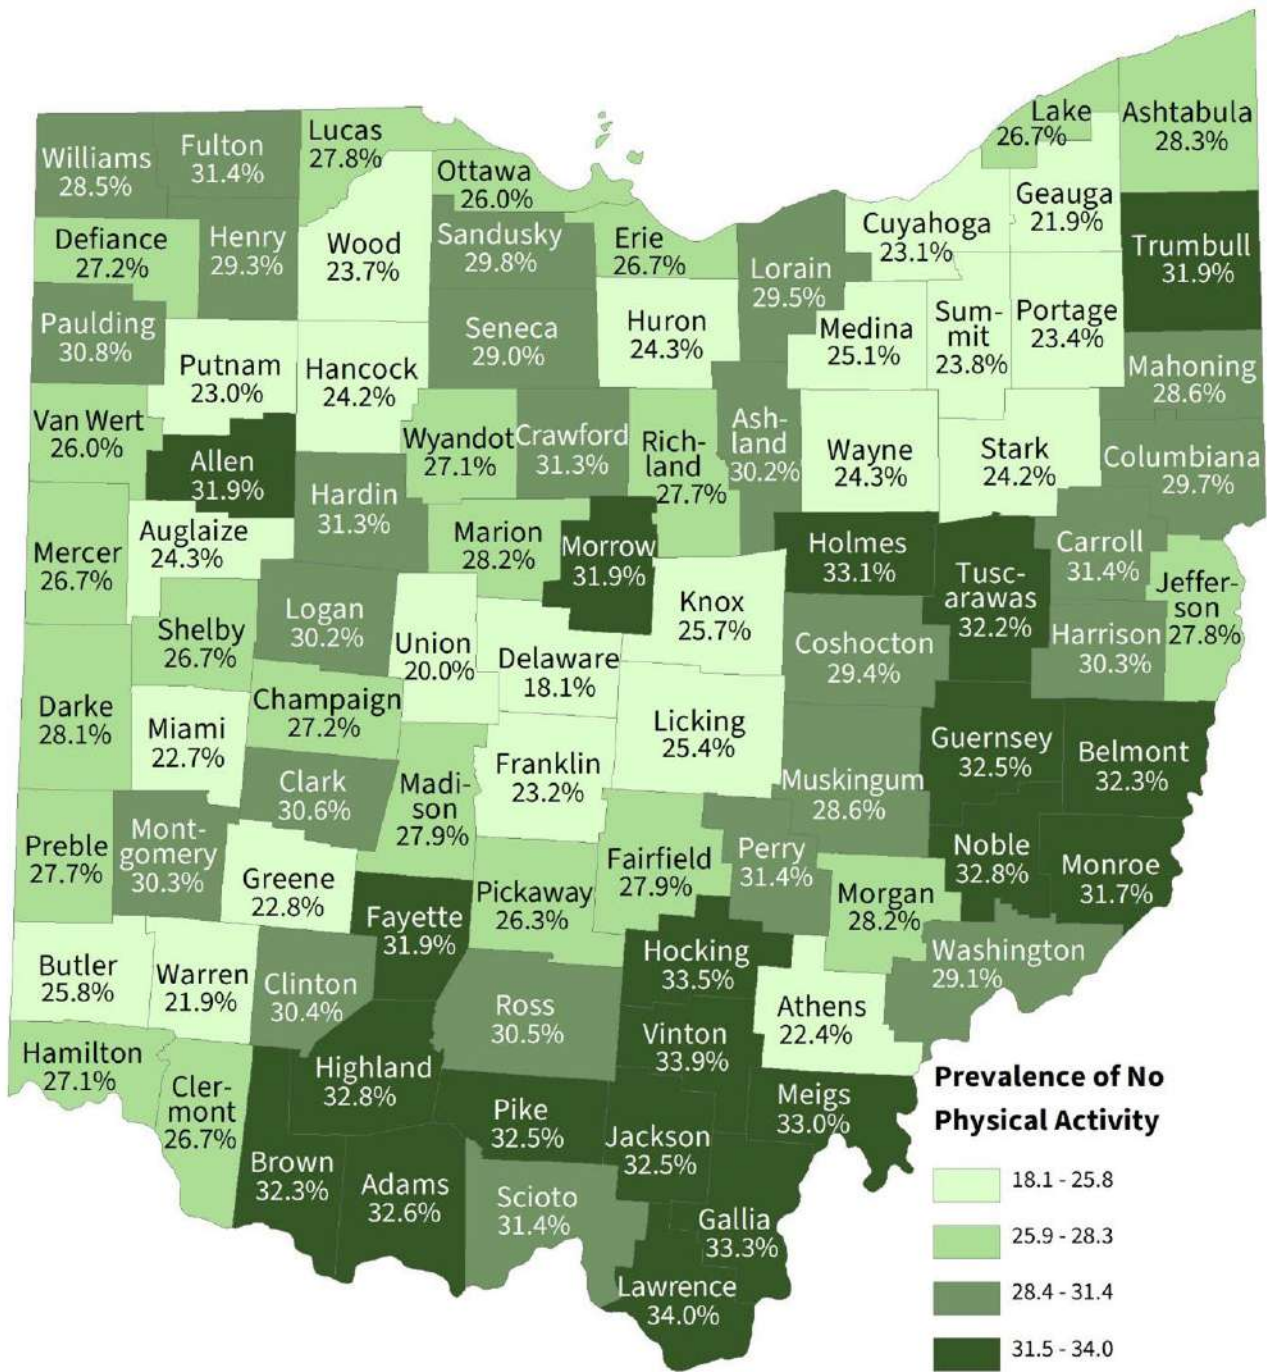 Lake
26.7%
Ashtabula
28.3%
Lucas
27.8%
Fulton
31.4%
Williams
28.5%
Ottawa
26.0%
Geauga
21.9%
Cuyahoga
23.1%
Defiance
27.2%
Henry
29.3%
Wood
23.7%
Sandusky
29.8%
Erie
26.7%
Lorain
29.5%
Trumbull
31.9%
Paulding
30.8%
Seneca
29.0%
Huron
24.3%
Medina
25.1%
Sum-
mit
23.8%
Portage
23.4%
Putnam
23.0%
Hancock
24.2%
Mahoning
28.6%
Van Wert
26.0%
Allen
31.9%
Wyandot
27.1%
Crawford
31.3%
Rich-
land
27.7%
Ash-
land
30.2%
Wayne
24.3%
Stark
24.2%
Columbiana
29.7%
Hardin
31.3%
Mercer
26.7%
Auglaize
24.3%
Marion
28.2%
Morrow
31.9%
Holmes
33.1%
Tusc-
arawas
32.2%
Carroll
31.4%
Jeffer-
son
27.8%
Logan
30.2%
Shelby
26.7%
Union
20.0%
Knox
25.7%
Coshocton
29.4%
Harrison
30.3%
Delaware
18.1%
Darke
28.1%
Miami
22.7%
Champaign
27.2%
Licking
25.4%
Guernsey
32.5%
Belmont
32.3%
Clark
30.6%
Madi-
son
27.9%
Franklin
23.2%
Muskingum
28.6%
Preble
27.7%
Mont-
gomery
30.3%
Greene
22.8%
Fairfield
27.9%
Perry
31.4%
Noble
32.8%
Monroe
31.7%
Fayette
31.9%
Pickaway
26.3%
Morgan
28.2%
Washington
29.1%
Butler
25.8%
Warren
21.9%
Clinton
30.4%
Hocking
33.5%
Ross
30.5%
Athens
22.4%
Vinton
33.9%
Hamilton
27.1%
Cler-
mont
26.7%
Highland
32.8%
Pike
32.5%
Jackson
32.5%
Meigs
33.0%
Brown
32.3%
Adams
32.6%
Scioto
31.4%
Gallia
33.3%
Lawrence
34.0%
Prevalence of No
Physical Activity
18.1 - 25.8
25.9 - 28.3
28.4 - 31.4
31.5 - 34.0